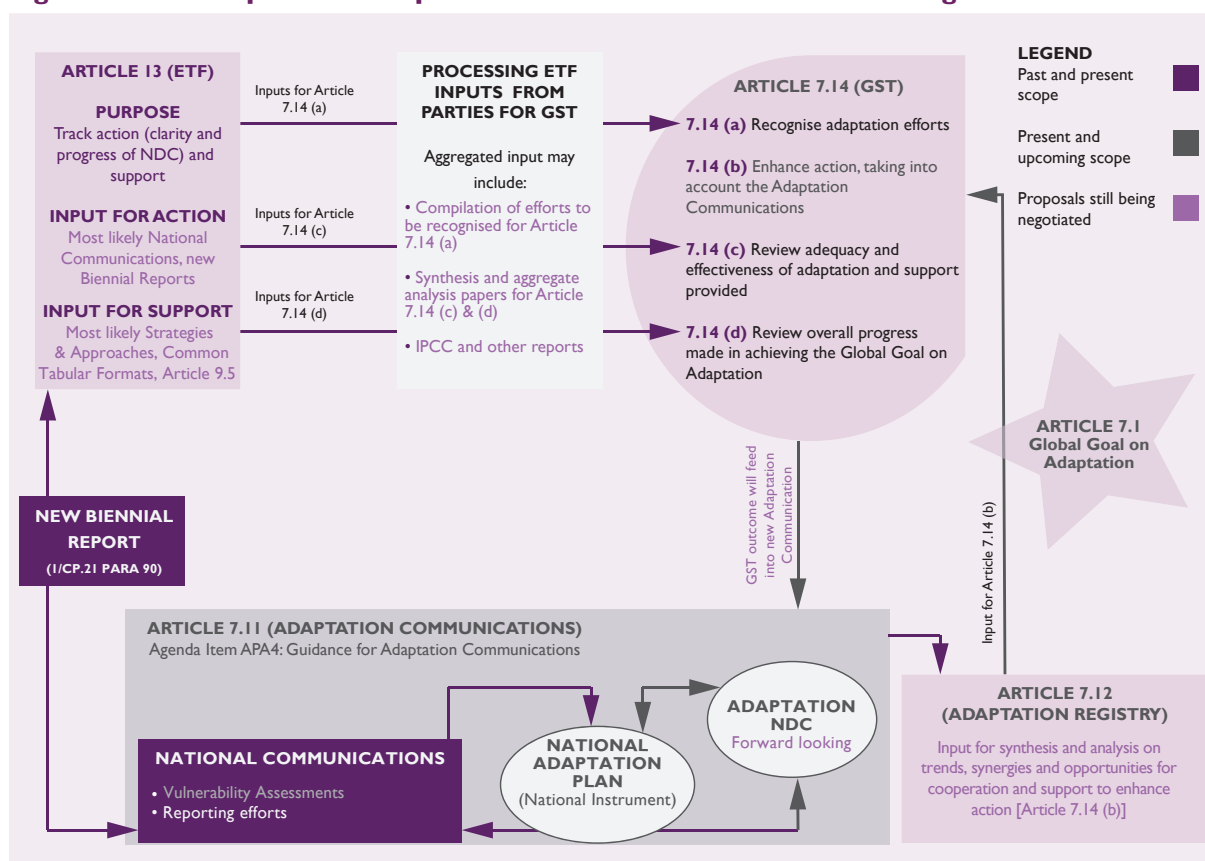 ARTICLE 13 (ETF)
PURPOSE
Track action (clarity and
progress of NDC) and
support
INPUT FOR ACTION
Most likely National
Communications, new
Biennial Reports
INPUT FOR SUPPORT
Most likely Strategies
& Approaches, Common
Tabular Formats, Article 9.5
Inputs for Article
7.14 (a)
Inputs for Article
7.14 (c)
Inputs for Article
7.14 (d)
PROCESSING ETF
INPUTS FROM
PARTIES FOR GST
Aggregated input may
include:
• Compilation of efforts to
be recognised for Article
7.14 (a)
• Synthesis and aggregate
analysis papers for Article
7.14 (c) & (d)
• IPCC and other reports
ARTICLE 7.14 (GST)
7.14 (a) Recognise adaptation efforts
7.14 (b) Enhance action, taking into
account the Adaptation
Communications
7.14 (c) Review adequacy and
effectiveness of adaptation and support
provided
7.14 (d) Review overall progress
made in achieving the Global Goal on
Adaptation
LEGEND
Past and present
scope
Present and
upcoming scope
Proposals still being
negotiated
ARTICLE 7.1
Global Goal on
Adaptation
GST outcome will feed
into new Adaptation
Communication
Input for Article 7.14 (b)
NEW BIENNIAL
REPORT
(1/CP.21 PARA 90)
ARTICLE 7.11 (ADAPTATION COMMUNICATIONS)
Agenda Item APA4: Guidance for Adaptation Communications
NATIONAL COMMUNICATIONS
• Vulnerability Assessments
• Reporting efforts
NATIONAL
ADAPTATION
PLAN
(National Instrument)
ADAPTATION
NDC
Forward looking
ARTICLE 7.12
(ADAPTATION REGISTRY)
Input for synthesis and analysis on
trends, synergies and opportunities for
cooperation and support to enhance
action [Article 7.14 (b)]